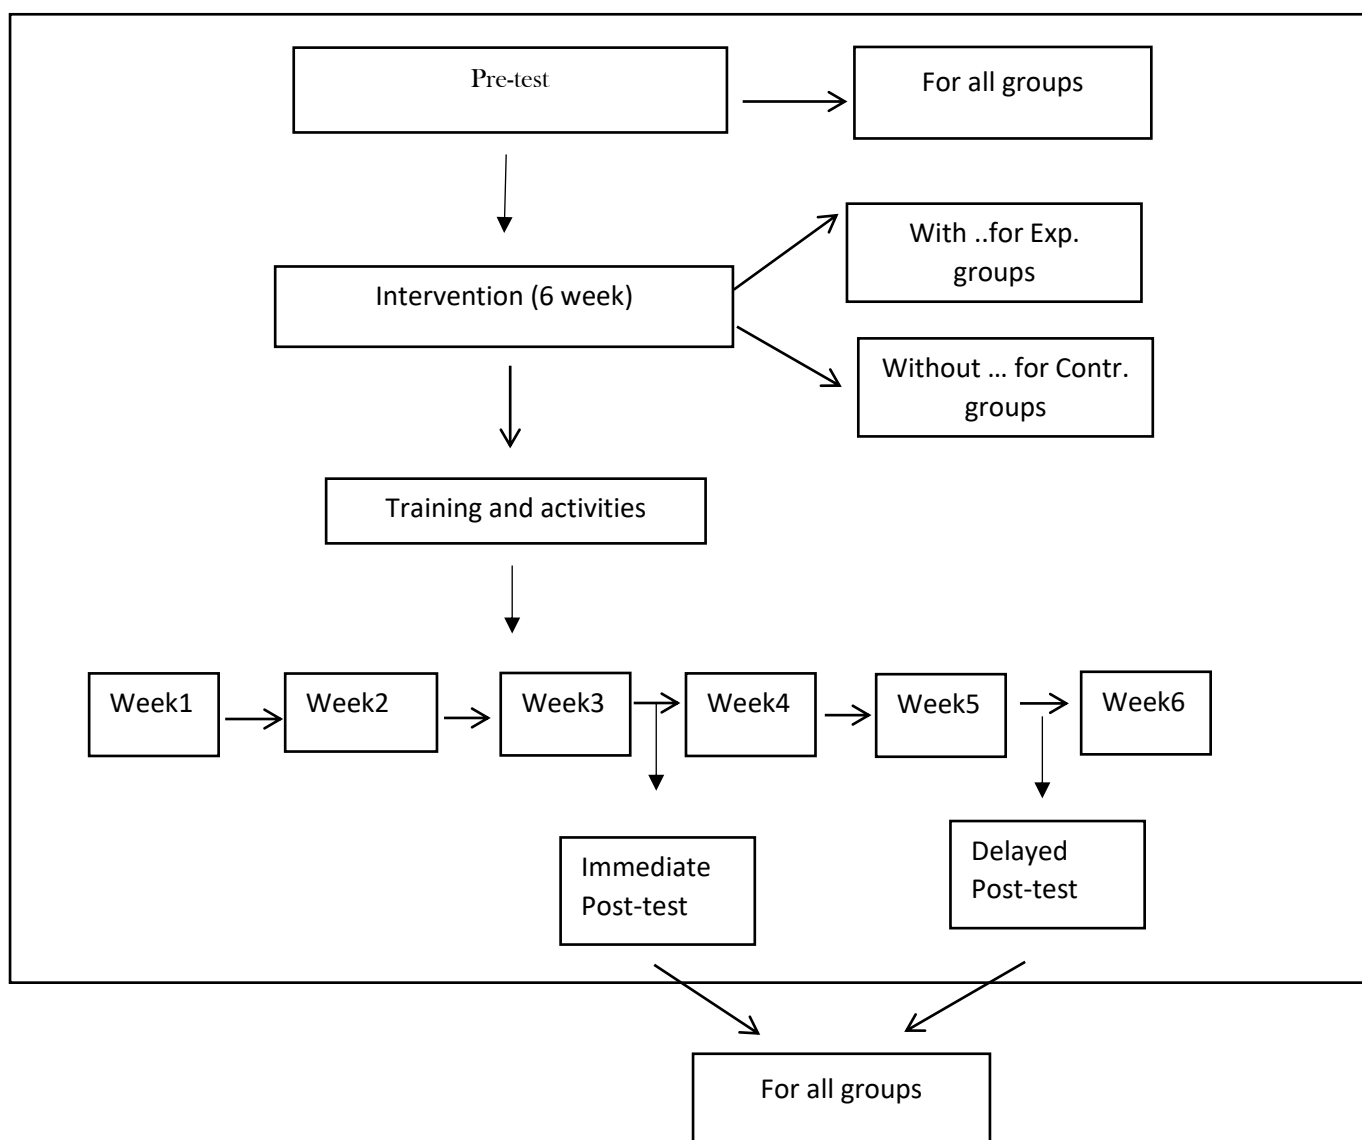 Pre-test
For all groups
With ..for Exp.
groups
Intervention (6 week)
Without ... for Contr.
groups
Training and activities
Week1
Week2
Week3
Week4
Week5
Week6
Immediate
Post-test
Delayed
Post-test
For all groups